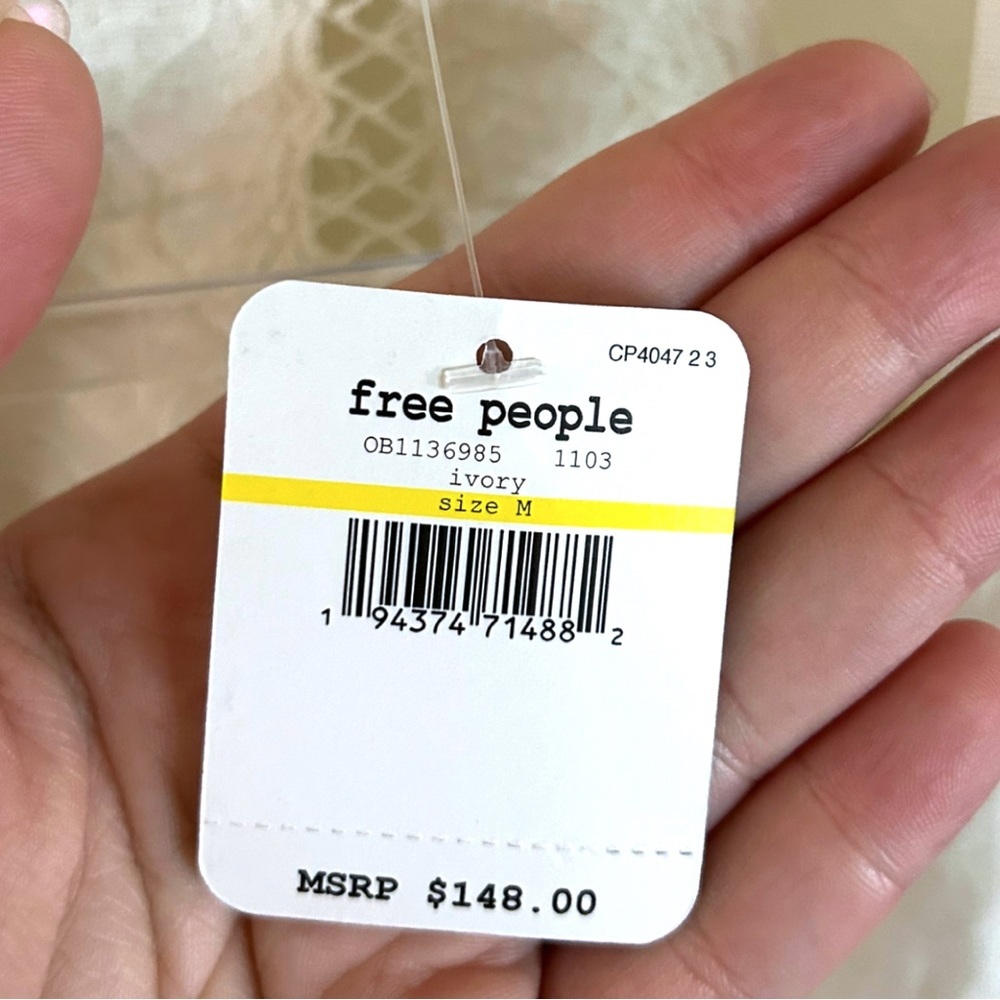 CP4047 2 3
free people
OB1136985 1103
ivory
size M
1 94374 71488 2
MSRP $148.00